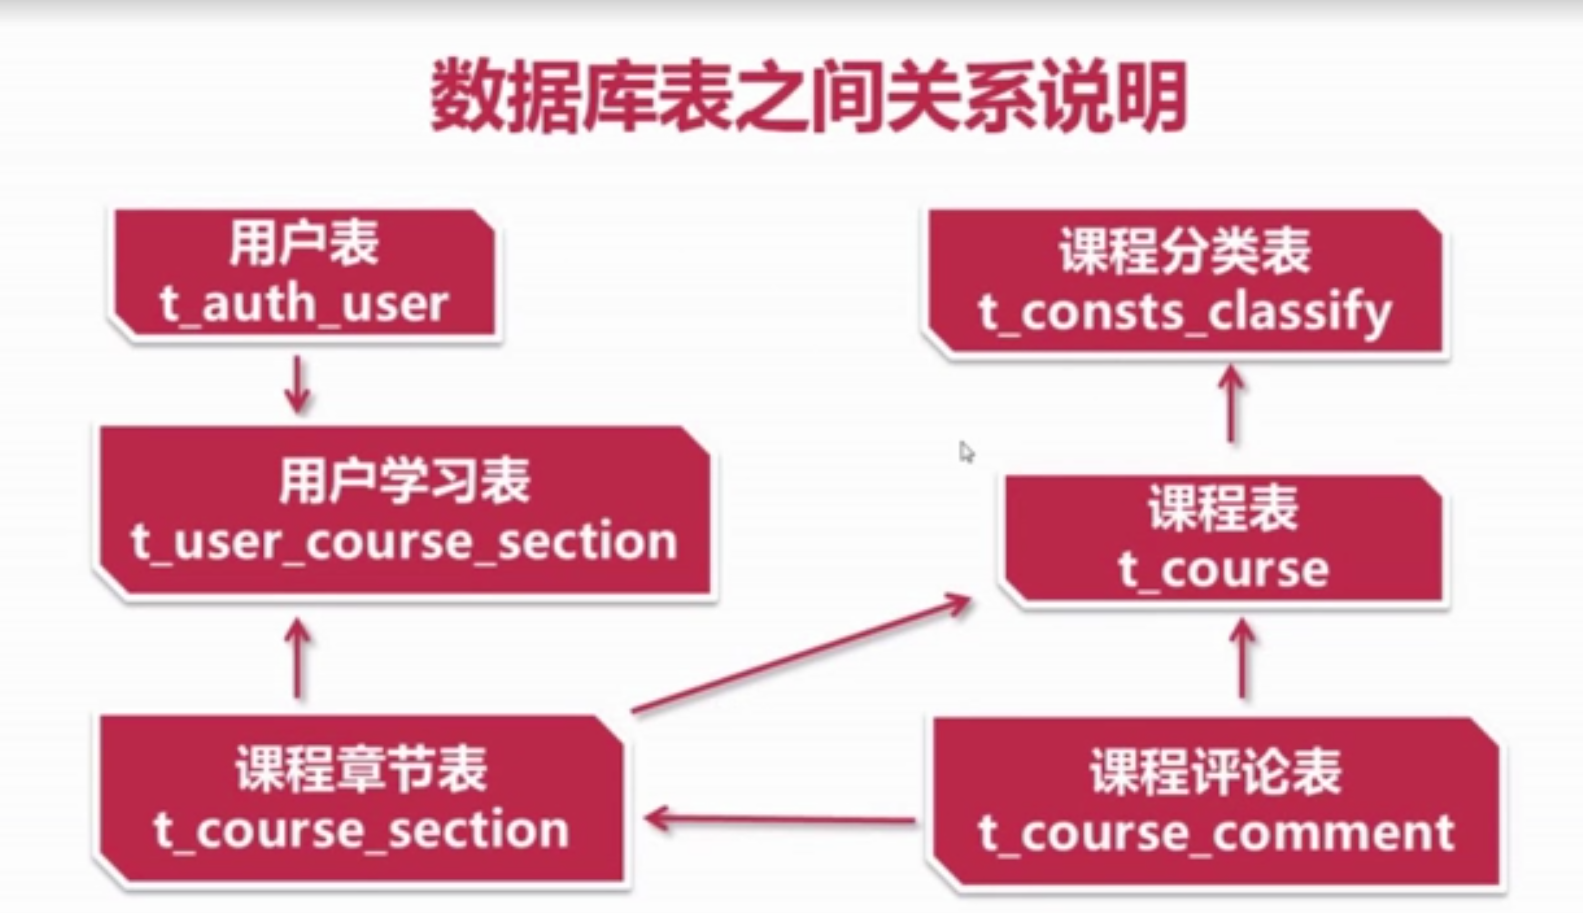 数据库表之间关系说明
用户表
t_auth_user
课程分类表
t_consts_classify
用户学习表
t_user_course_section
课程表
t_course
课程章节表
t_course_section
课程评论表
t_course_comment